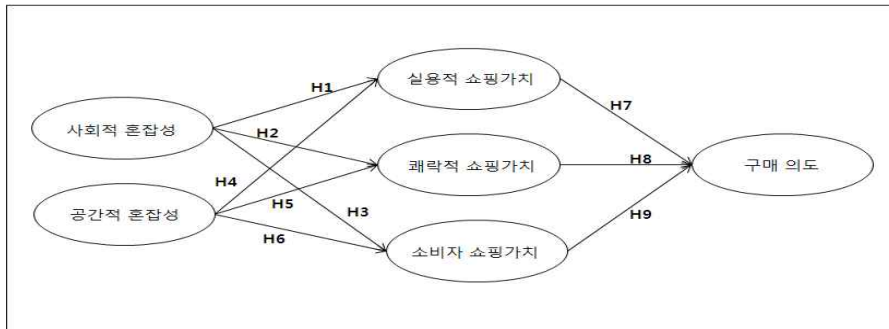 실용적 쇼핑가치
H1
H7
사회적 혼잡성
H2
쾌락적 쇼핑가치
H8
구매 의도
H4
H5
공간적 혼잡성
H3
H9
H6
소비자 쇼핑가치